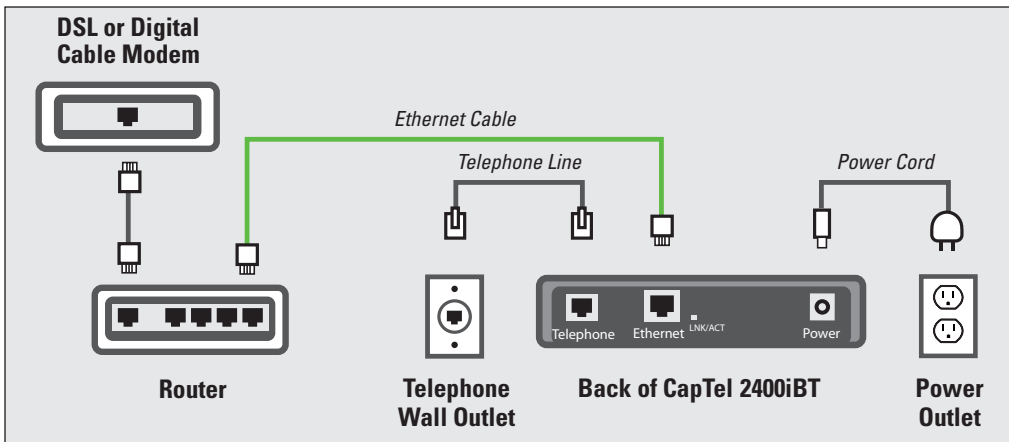 DSL or Digital
Cable Modem
Ethernet Cable
Telephone Line
Power Cord
Telephone
Ethernet
LNK/ACT
Power
Router
Telephone
Wall Outlet
Back of CapTel 2400iBT
Power
Outlet